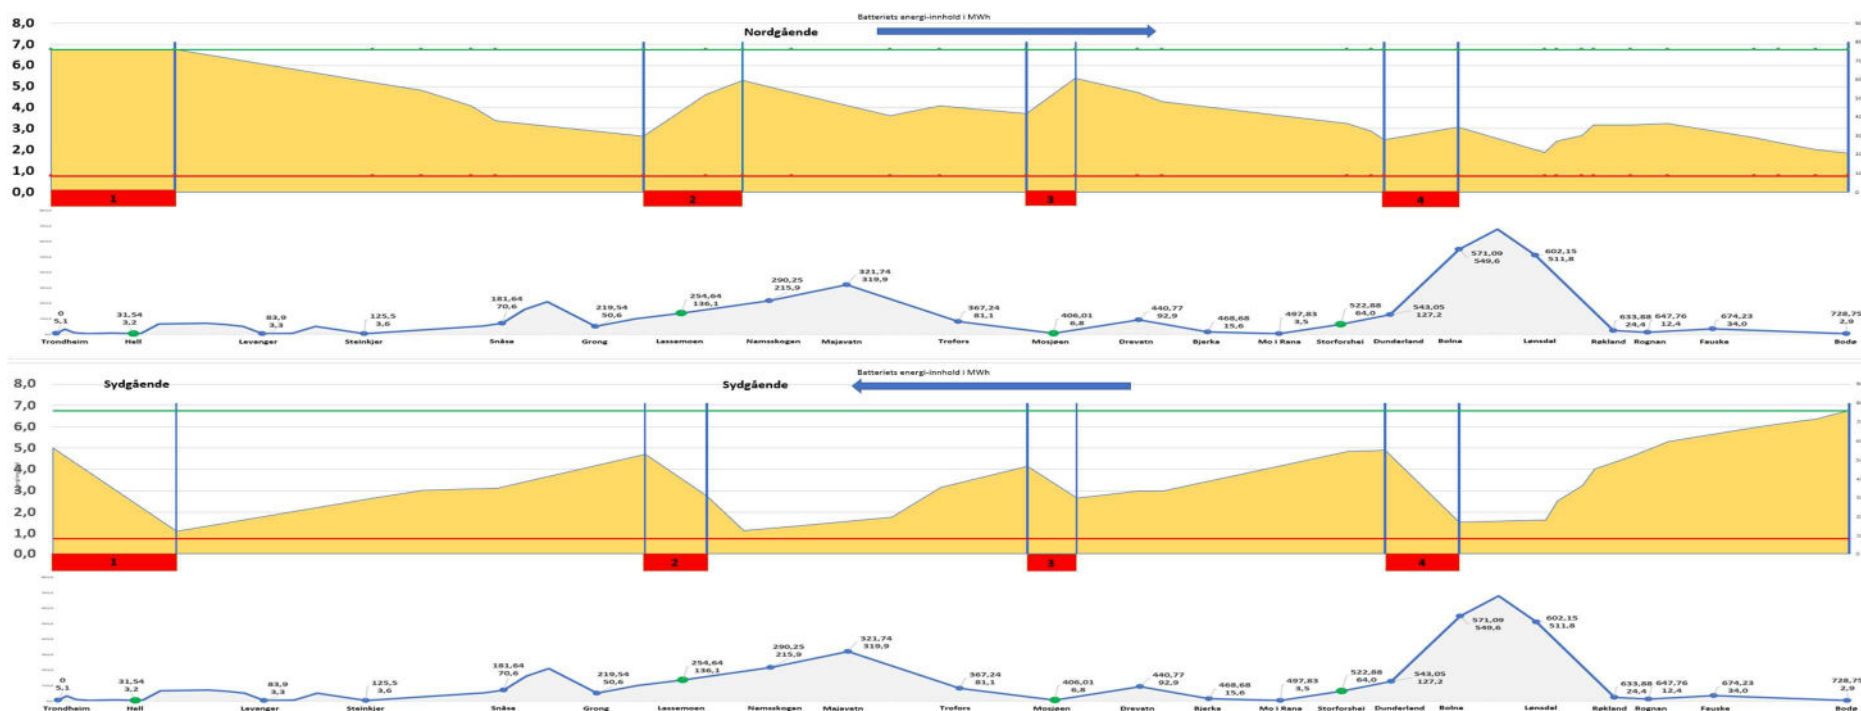 Batteriets energi-innhold i MWh
Nordgående
8,0
7,0
6,0
5,0
4,0
3,0
2,0
1,0
0,0
1 2 3 4
0 31,54 83,9 125,5 181,64 219,54 254,64 290,25 321,74 367,24 406,01 440,77 468,68 497,83 522,88 543,05 571,09 602,15 633,88 647,76 674,23 728,75
5,1 3,2 3,3 3,6 70,6 50,6 136,1 215,9 319,9 81,1 6,8 92,9 15,6 3,5 64,0 127,2 549,6 511,8 24,4 12,4 34,0 2,9
Trondheim Hell Levanger Steinkjer Snåsa Grong Lassemoen Namsskogan Majavatn Trofors Mosjøen Drevatn Bjerka Mo i Rana Storforshei Dunderland Bolna Lønsdal Røkland Rognan Fauske Bodø
Batteriets energi-innhold i MWh
Sydgående Sydgående
8,0
7,0
6,0
5,0
4,0
3,0
2,0
1,0
0,0
1 2 3 4
0 31,54 83,9 125,5 181,64 219,54 254,64 290,25 321,74 367,24 406,01 440,77 468,68 497,83 522,88 543,05 571,09 602,15 633,88 647,76 674,23 728,75
5,1 3,2 3,3 3,6 70,6 50,6 136,1 215,9 319,9 81,1 6,8 92,9 15,6 3,5 64,0 127,2 549,6 511,8 24,4 12,4 34,0 2,9
Trondheim Hell Levanger Steinkjer Snåsa Grong Lassemoen Namsskogan Majavatn Trofors Mosjøen Drevatn Bjerka Mo i Rana Storforshei Dunderland Bolna Lønsdal Røkland Rognan Fauske Bodø